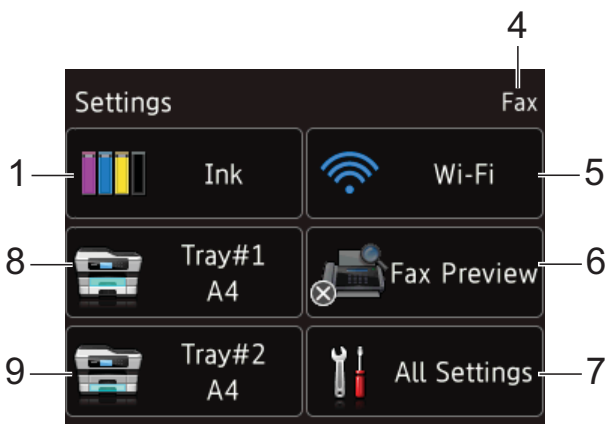 4
Settings
Fax
1
Ink
Wi-Fi
5
8
Tray#1
A4
Fax Preview
6
9
Tray#2
A4
All Settings
7